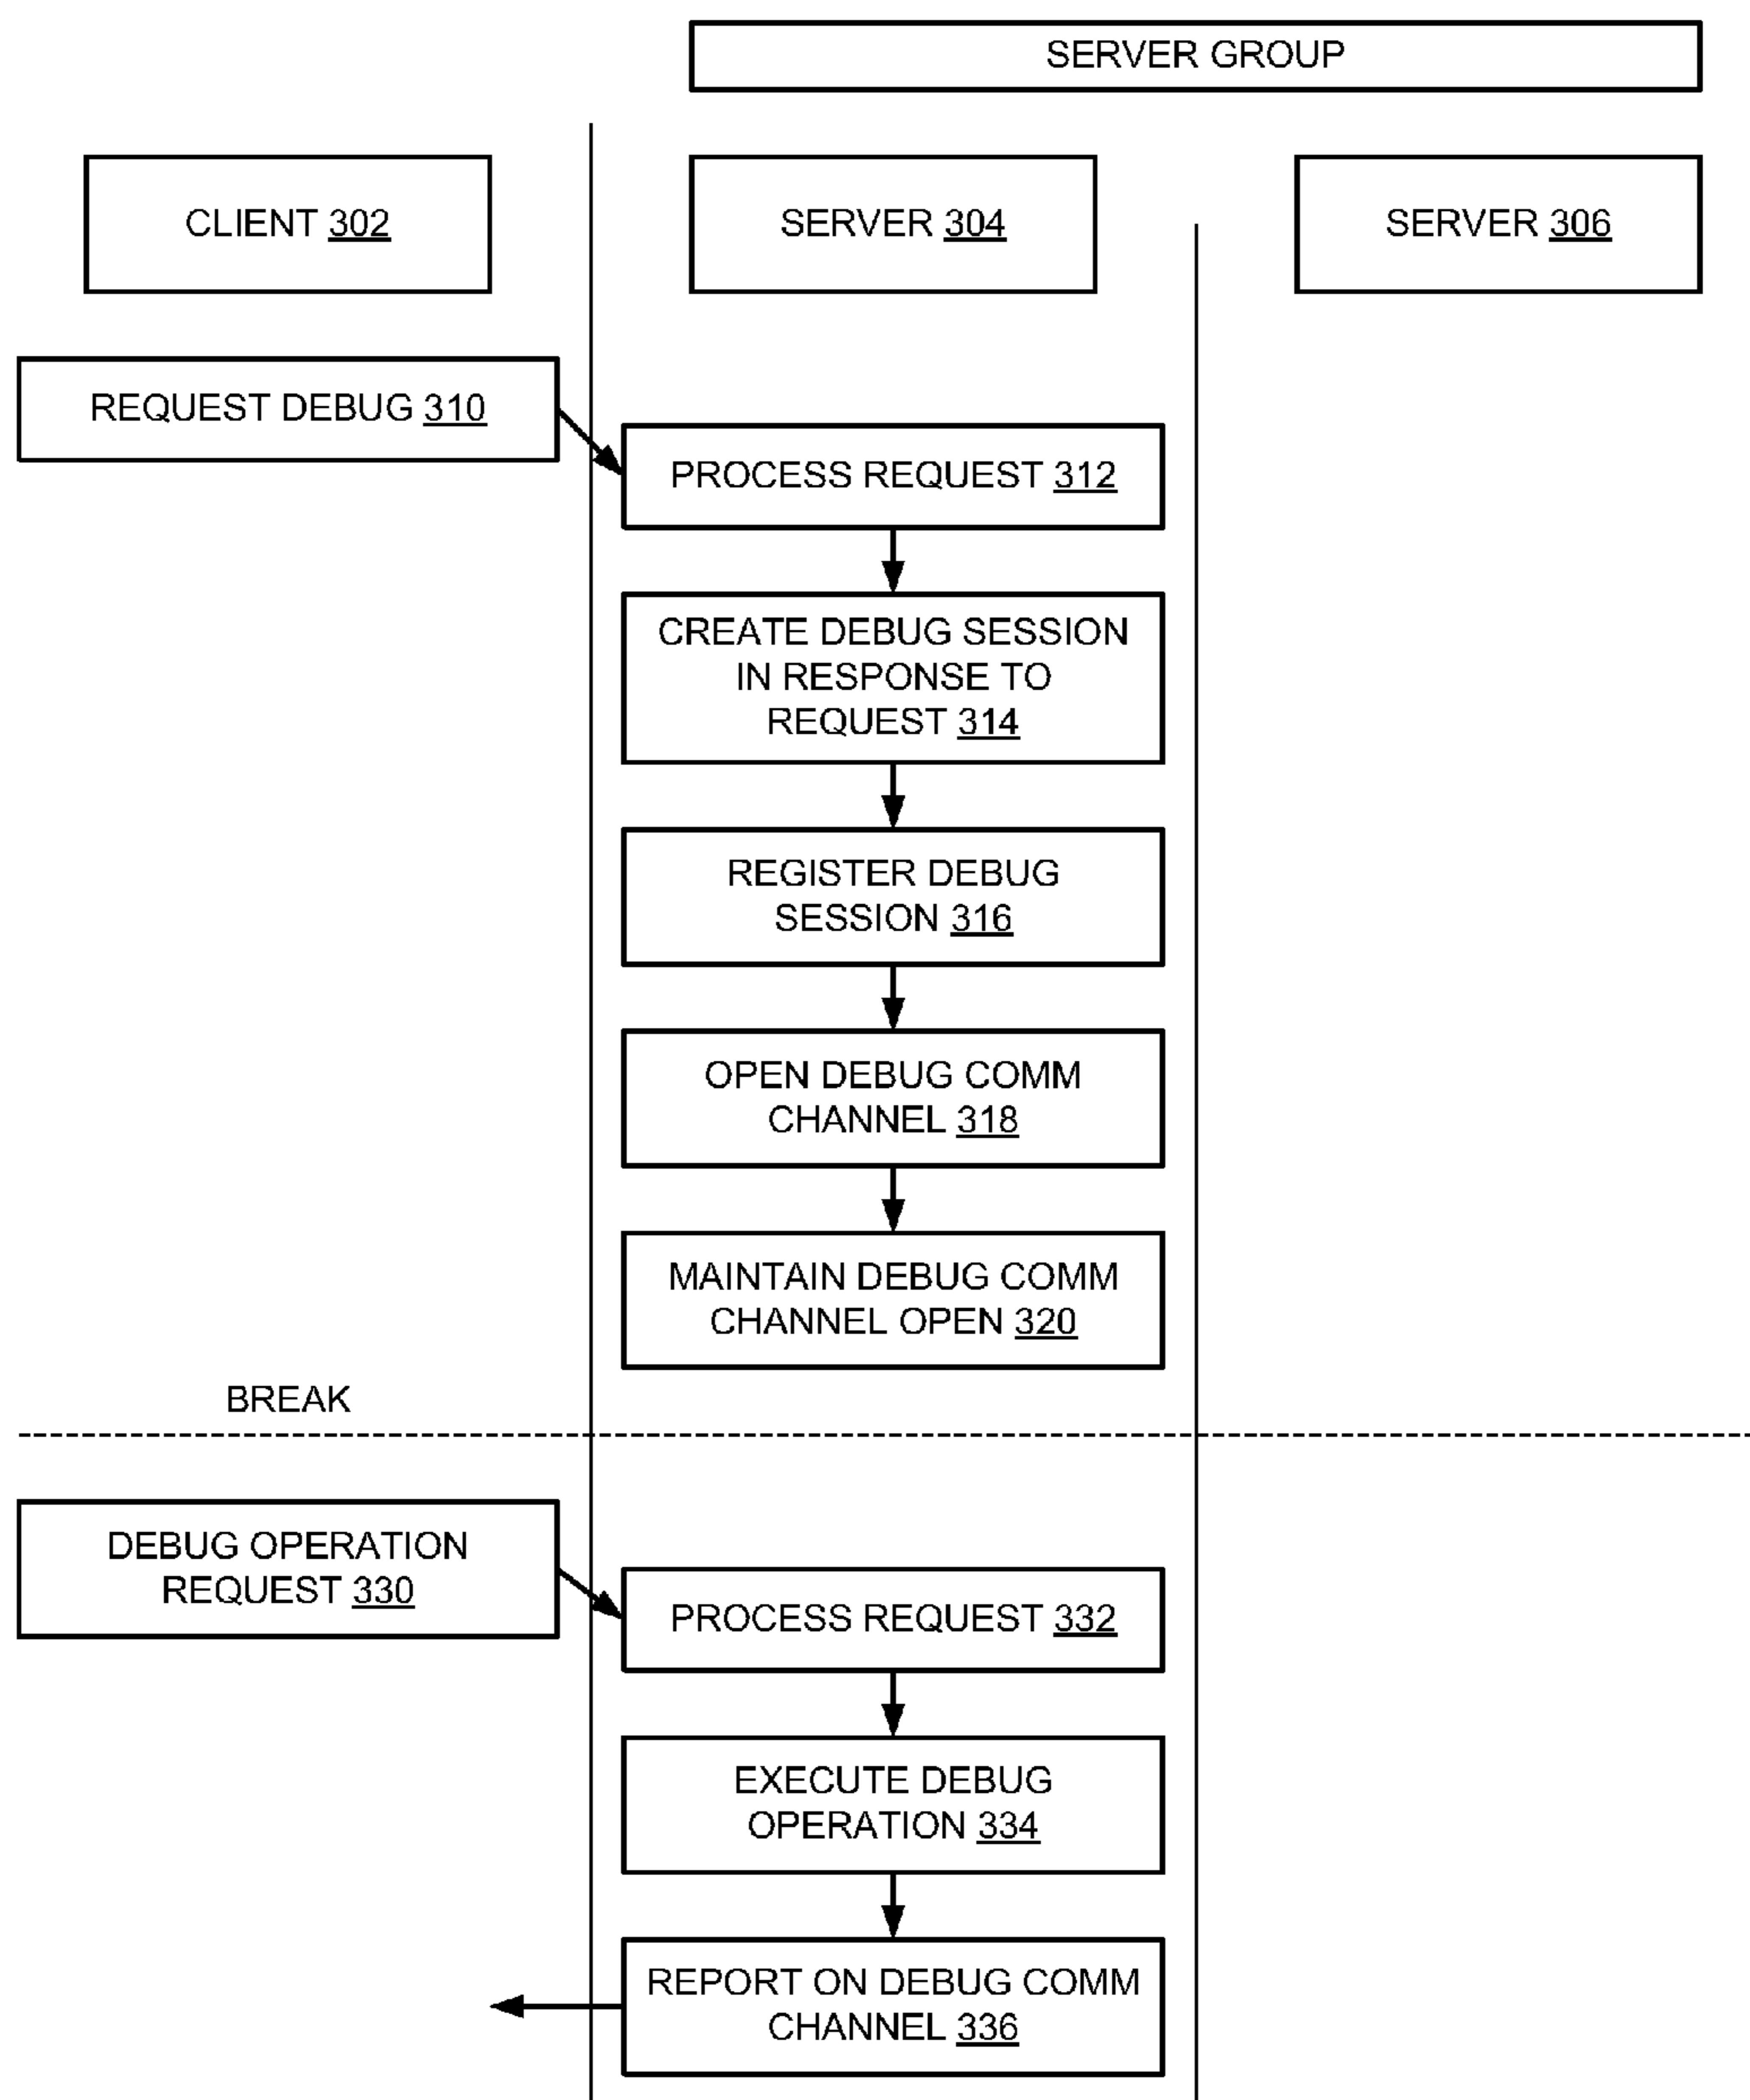 SERVER GROUP
CLIENT 302
SERVER 304
SERVER 306
REQUEST DEBUG 310
PROCESS REQUEST 312
CREATE DEBUG SESSION
IN RESPONSE TO
REQUEST 314
REGISTER DEBUG
SESSION 316
OPEN DEBUG COMM
CHANNEL 318
MAINTAIN DEBUG COMM
CHANNEL OPEN 320
BREAK
DEBUG OPERATION
REQUEST 330
PROCESS REQUEST 332
EXECUTE DEBUG
OPERATION 334
REPORT ON DEBUG COMM
CHANNEL 336